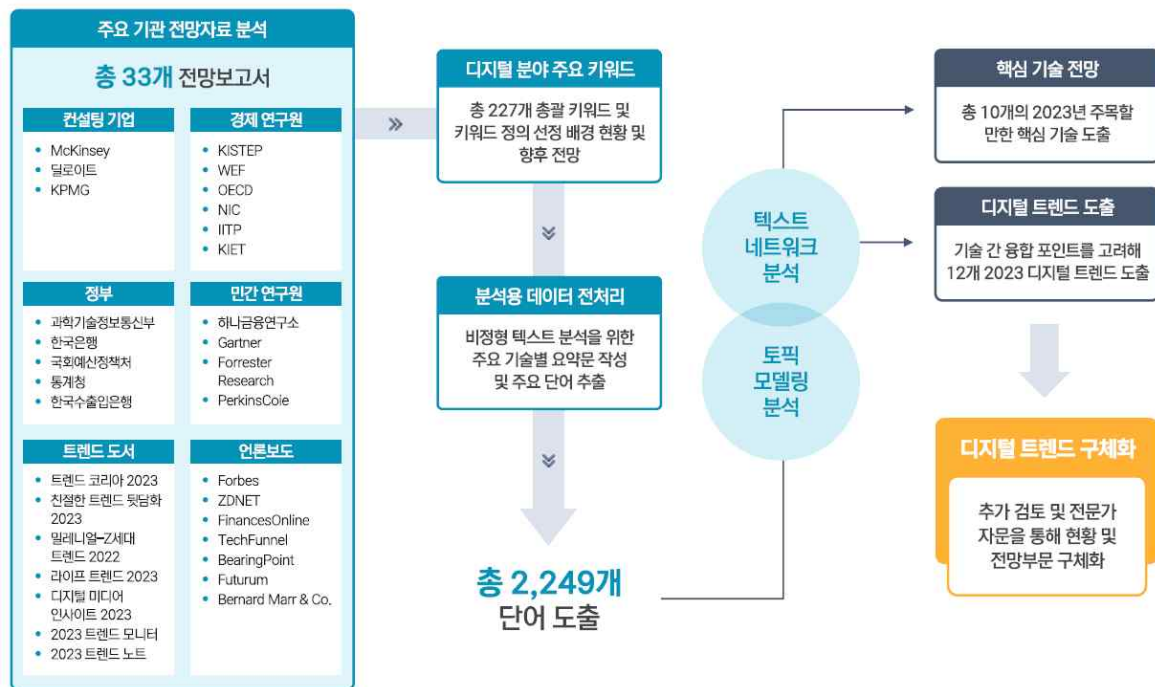 주요 기관 전망자료 분석
총 33개 전망보고서
컨설팅 기업
McKinsey
딜로이트
KPMG
경제 연구원
KISTEP
WEF
OECD
NIC
IITP
KIET
정부
과학기술정보통신부
한국은행
국회예산정책처
통계청
한국수출입은행
민간 연구원
하나금융연구소
Gartner
Forrester
Research
PerkinsCoie
트렌드 도서
트렌드 코리아 2023
친절한 트렌드 뒷담화
2023
밀레니얼-Z세대
트렌드 2022
라이프 트렌드 2023
디지털 미디어
인사이트 2023
2023 트렌드 모니터
2023 트렌드 노트
언론보도
Forbes
ZDNET
FinancesOnline
TechFunnel
BearingPoint
Futurum
Bernard Marr & Co.
디지털 분야 주요 키워드
총 227개 총괄 키워드 및
키워드 정의 선정 배경 현황 및
향후 전망
분석용 데이터 전처리
비정형 텍스트 분석을 위한
주요 기술별 요약문 작성
및 주요 단어 추출
총 2,249개
단어 도출
텍스트
네트워크
분석
토픽
모델링
분석
핵심 기술 전망
총 10개의 2023년 주목할
만한 핵심 기술 도출
디지털 트렌드 도출
기술 간 융합 포인트를 고려해
12개 2023 디지털 트렌드 도출
디지털 트렌드 구체화
추가 검토 및 전문가
자문을 통해 현황 및
전망부문 구체화